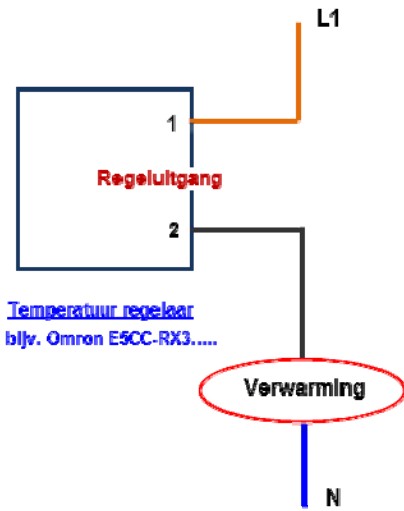 L1
1
Regeluitgang
2
Temperatuur regelaar
bijv. Omron E5CC-RX3.....
Verwarming
N